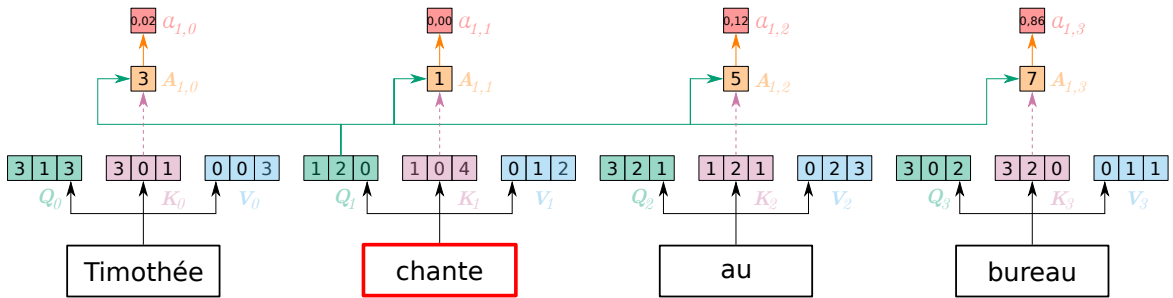 0,02 a1,0 0,00 a1,1 0,12 a1,2 0,86 a1,3
3 A1,0 1 A1,1 5 A1,2 7 A1,3
3 1 3 3 0 1 0 0 3 1 2 0 1 0 4 0 1 2 3 2 1 1 2 1 0 2 3 3 0 2 3 2 0 0 1 1
Q0 K0 V0 Q1 K1 V1 Q2 K2 V2 Q3 K3 V3
Timothée chante au bureau